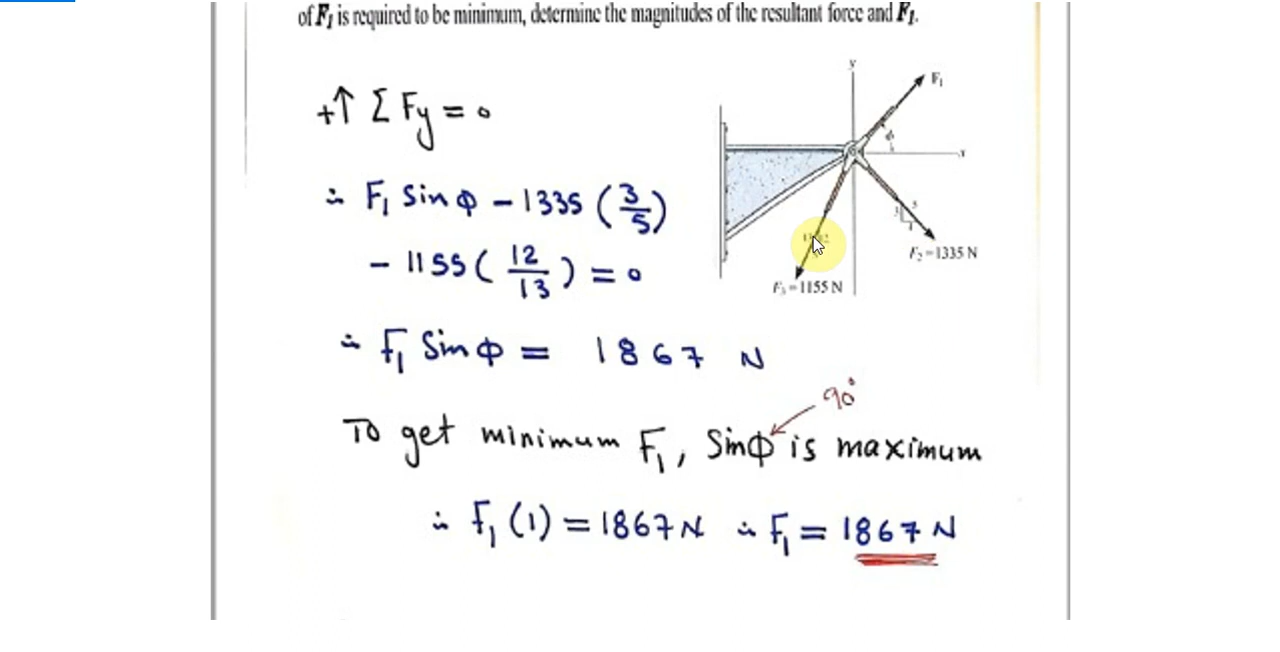 of F₁ is required to be minimum, determine the magnitudes of the resultant force and F₁.
+↑ Σ Fy = 0
∴ F₁ Sin Φ - 1335 (3/5)
- 1155 (12/13) = 0
∴ F₁ Sin Φ = 1867 N
90°
To get minimum F₁, Sin Φ is maximum
∴ F₁ (1) = 1867 N ∴ F₁ = 1867 N
y
F₁
x
5
3
4
F₂=1335 N
F₃=1155 N